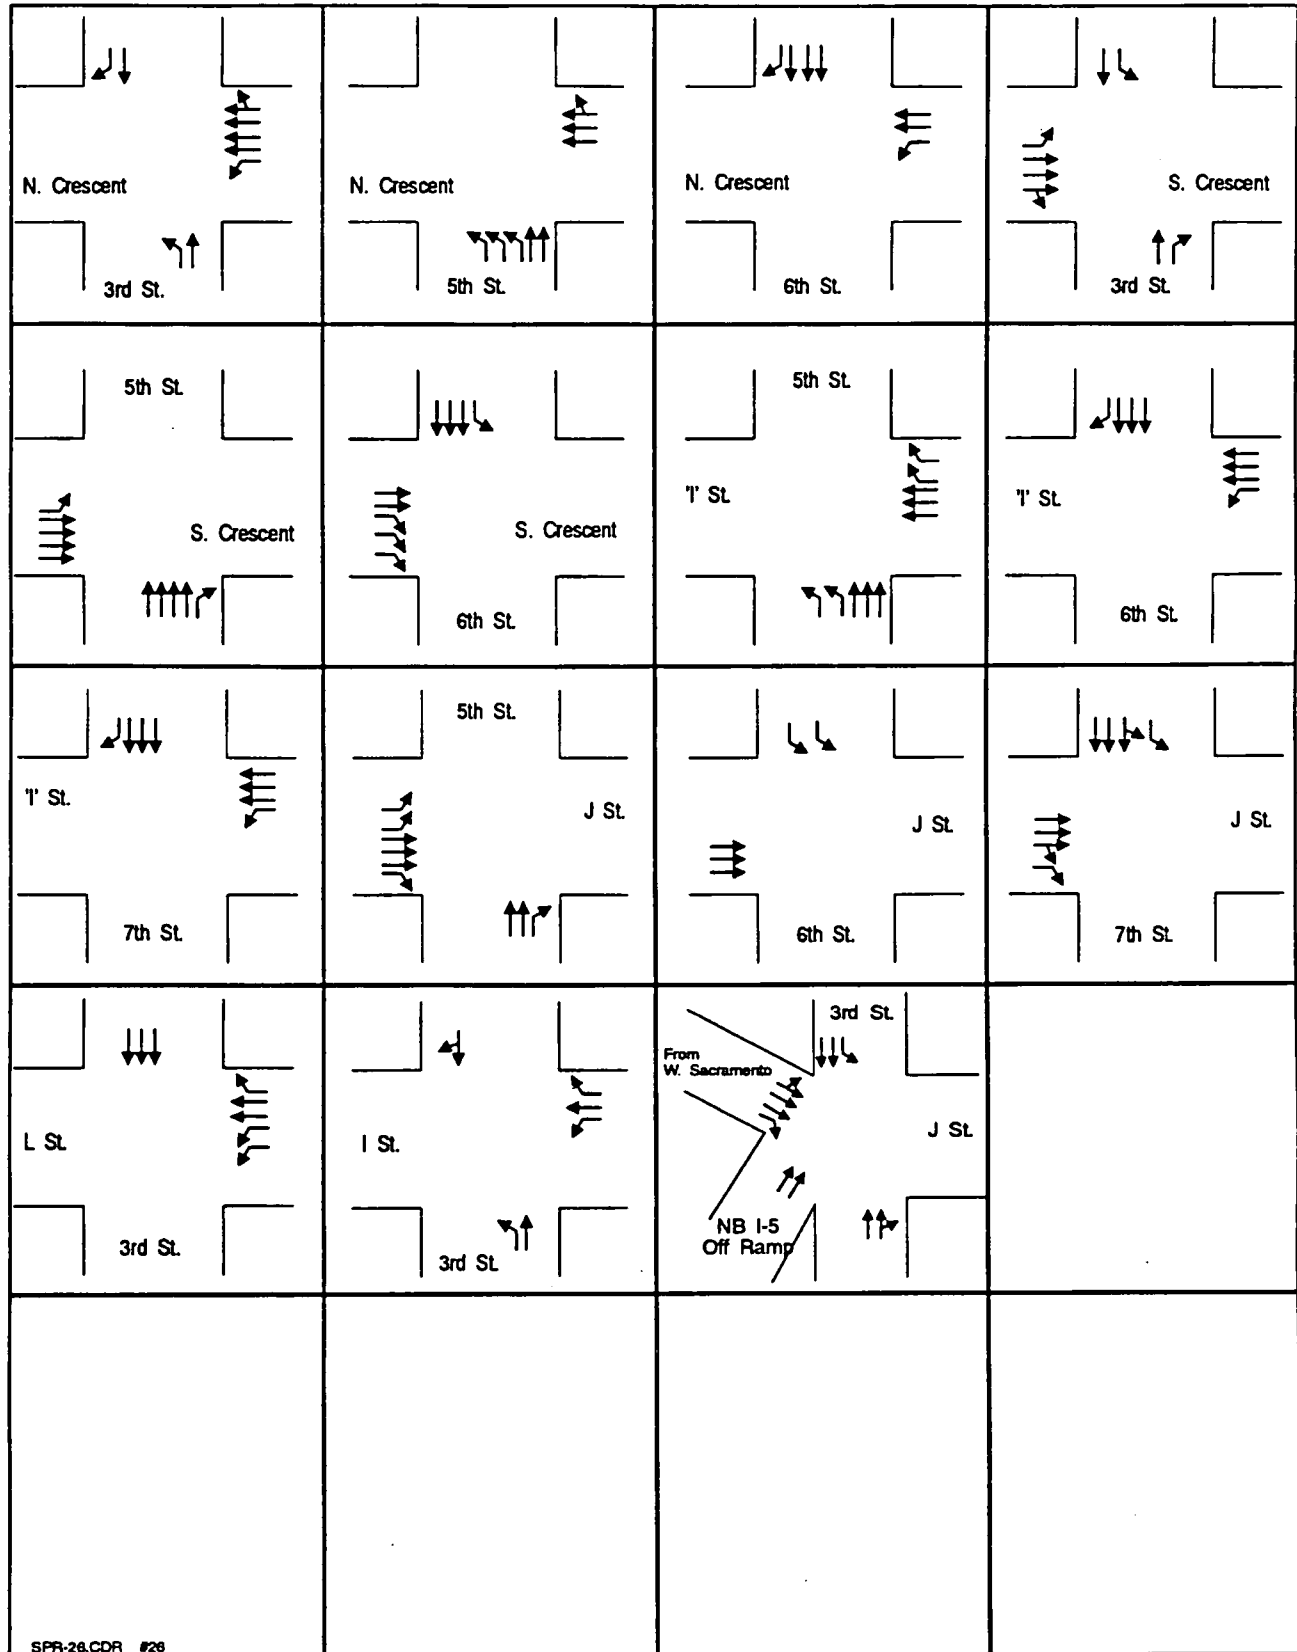 N. Crescent
3rd St.
N. Crescent
5th St.
N. Crescent
6th St.
S. Crescent
3rd St.
5th St.
S. Crescent
S. Crescent
6th St.
5th St.
'I' St.
'I' St.
6th St.
'I' St.
7th St.
5th St.
J St.
J St.
6th St.
J St.
7th St.
L St.
3rd St.
I St.
3rd St.
3rd St.
From
W. Sacramento
J St.
NB I-5
Off Ramp
SPR-26.CDR #26